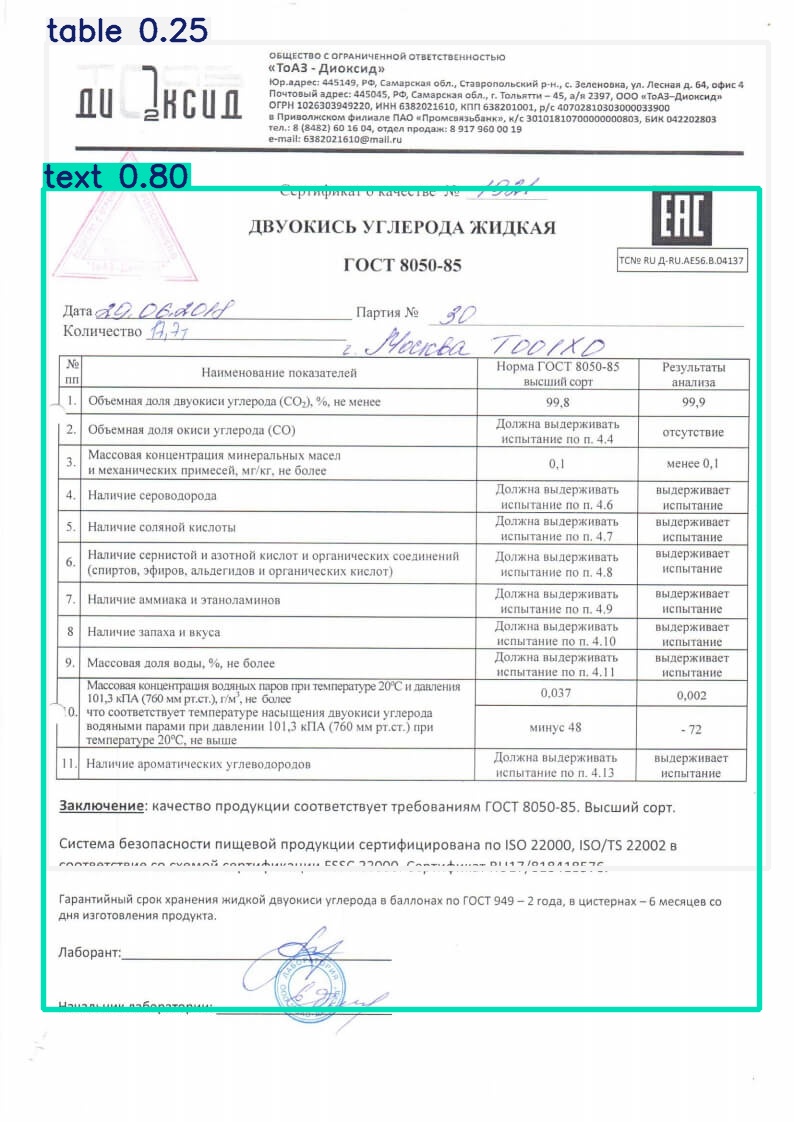 table 0.25
ДИ2КСИД
ОБЩЕСТВО С ОГРАНИЧЕННОЙ ОТВЕТСТВЕННОСТЬЮ
«ТоАЗ - Диоксид»
Юр.адрес: 445149, РФ, Самарская обл., Ставропольский р-н., с. Зеленовка, ул. Лесная д. 64, офис 4
Почтовый адрес: 445045, РФ, Самарская обл., г. Тольятти – 45, а/я 2397, ООО «ТоАЗ–Диоксид»
ОГРН 1026303949220, ИНН 6382021610, КПП 638201001, р/с 40702810303000033900
в Приволжском филиале ПАО «Промсвязьбанк», к/с 30101810700000000803, БИК 042202803
тел.: 8 (8482) 60 16 04, отдел продаж: 8 917 960 00 19
e-mail: 6382021610@mail.ru
text 0.80
Сертификат о качестве № 1921
ДВУОКИСЬ УГЛЕРОДА ЖИДКАЯ
ГОСТ 8050-85
EAC
ТС№ RU Д-RU.АЕ56.В.04137
Дата 29.06.2018 Партия № 30
Количество 17,7т
г. Москва Т001ХО
№ пп Наименование показателей Норма ГОСТ 8050-85 высший сорт Результаты анализа
1. Объемная доля двуокиси углерода (CO₂), %, не менее 99,8 99,9
2. Объемная доля окиси углерода (СО) Должна выдерживать испытание по п. 4.4 отсутствие
3. Массовая концентрация минеральных масел и механических примесей, мг/кг, не более 0,1 менее 0,1
4. Наличие сероводорода Должна выдерживать испытание по п. 4.6 выдерживает испытание
5. Наличие соляной кислоты Должна выдерживать испытание по п. 4.7 выдерживает испытание
6. Наличие сернистой и азотной кислот и органических соединений (спиртов, эфиров, альдегидов и органических кислот) Должна выдерживать испытание по п. 4.8 выдерживает испытание
7. Наличие аммиака и этаноламинов Должна выдерживать испытание по п. 4.9 выдерживает испытание
8 Наличие запаха и вкуса Должна выдерживать испытание по п. 4.10 выдерживает испытание
9. Массовая доля воды, %, не более Должна выдерживать испытание по п. 4.11 выдерживает испытание
10. Массовая концентрация водяных паров при температуре 20°С и давления 101,3 кПА (760 мм рт.ст.), г/м³, не более 0,037 0,002
что соответствует температуре насыщения двуокиси углерода водяными парами при давлении 101,3 кПА (760 мм рт.ст.) при температуре 20°С, не выше минус 48 - 72
11. Наличие ароматических углеводородов Должна выдерживать испытание по п. 4.13 выдерживает испытание
Заключение: качество продукции соответствует требованиям ГОСТ 8050-85. Высший сорт.
Система безопасности пищевой продукции сертифицирована по ISO 22000, ISO/TS 22002 в
соответствие со схемой сертификации FSSC 22000. Сертификат RU17/818418576.
Гарантийный срок хранения жидкой двуокиси углерода в баллонах по ГОСТ 949 – 2 года, в цистернах – 6 месяцев со
дня изготовления продукта.
Лаборант:
ЛАБОРАТОРИЯ
Начальник лаборатории: